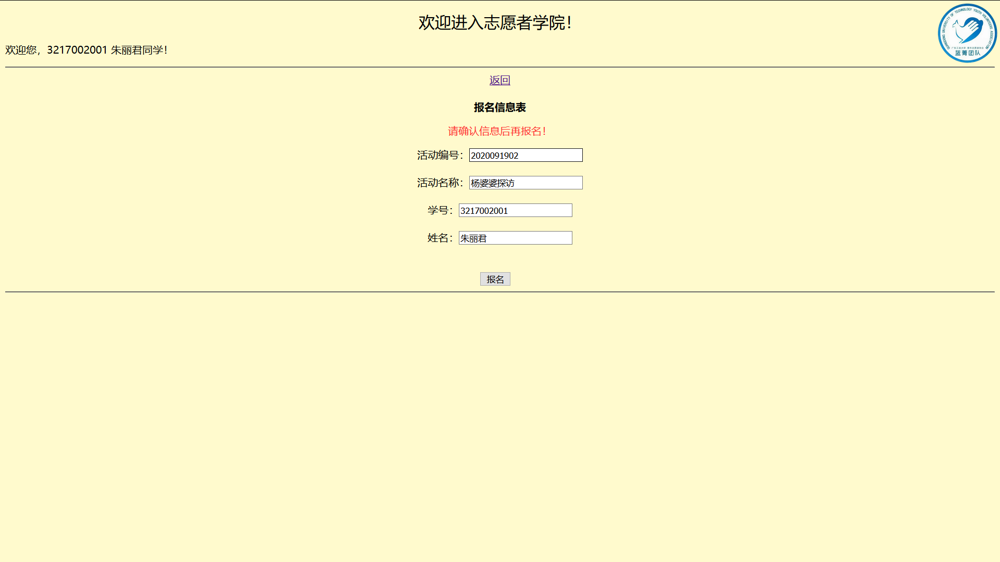 欢迎进入志愿者学院！
GUANGDONG UNIVERSITY OF TECHNOLOGY YOUTH VOLUNTEERS ASSOCIATION
蓝菁团队
欢迎您，3217002001 朱丽君同学！
返回
报名信息表
请确认信息后再报名！
活动编号：2020091902
活动名称：杨婆婆探访
学号：3217002001
姓名：朱丽君
报名